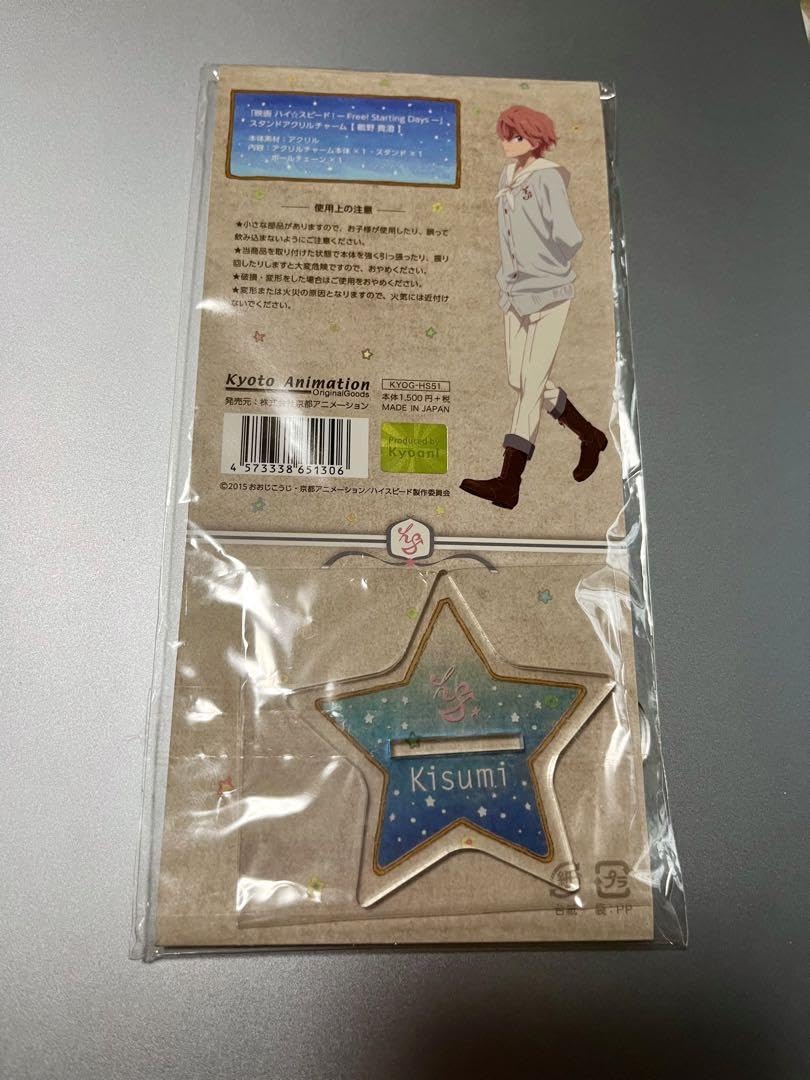 「映画 ハイ☆スピード！－ Free! Starting Days －」
スタンドアクリルチャーム【 鴫野 貴澄 】
本体素材：アクリル
内容：アクリルチャーム本体 × 1・スタンド × 1
ボールチェーン × 1
使用上の注意
★小さな部品がありますので、お子様が使用したり、誤って
飲み込まないようにご注意ください。
★当商品を取り付けた状態で本体を強く引っ張ったり、振り
回したりしますと大変危険ですので、おやめください。
★破損・変形をした場合はご使用をおやめください。
★変形または火災の原因となりますので、火気には近付け
ないでください。
Kyoto Animation
OriginalGoods
発売元：株式会社京都アニメーション
KYOG-HS51
本体1,500円+税
MADE IN JAPAN
4 573338 651306
Produced by
Kyoani
©2015 おおじこうじ・京都アニメーション／ハイスピード製作委員会
hs
hs
Kisumi
紙 プラ
台紙 袋：PP